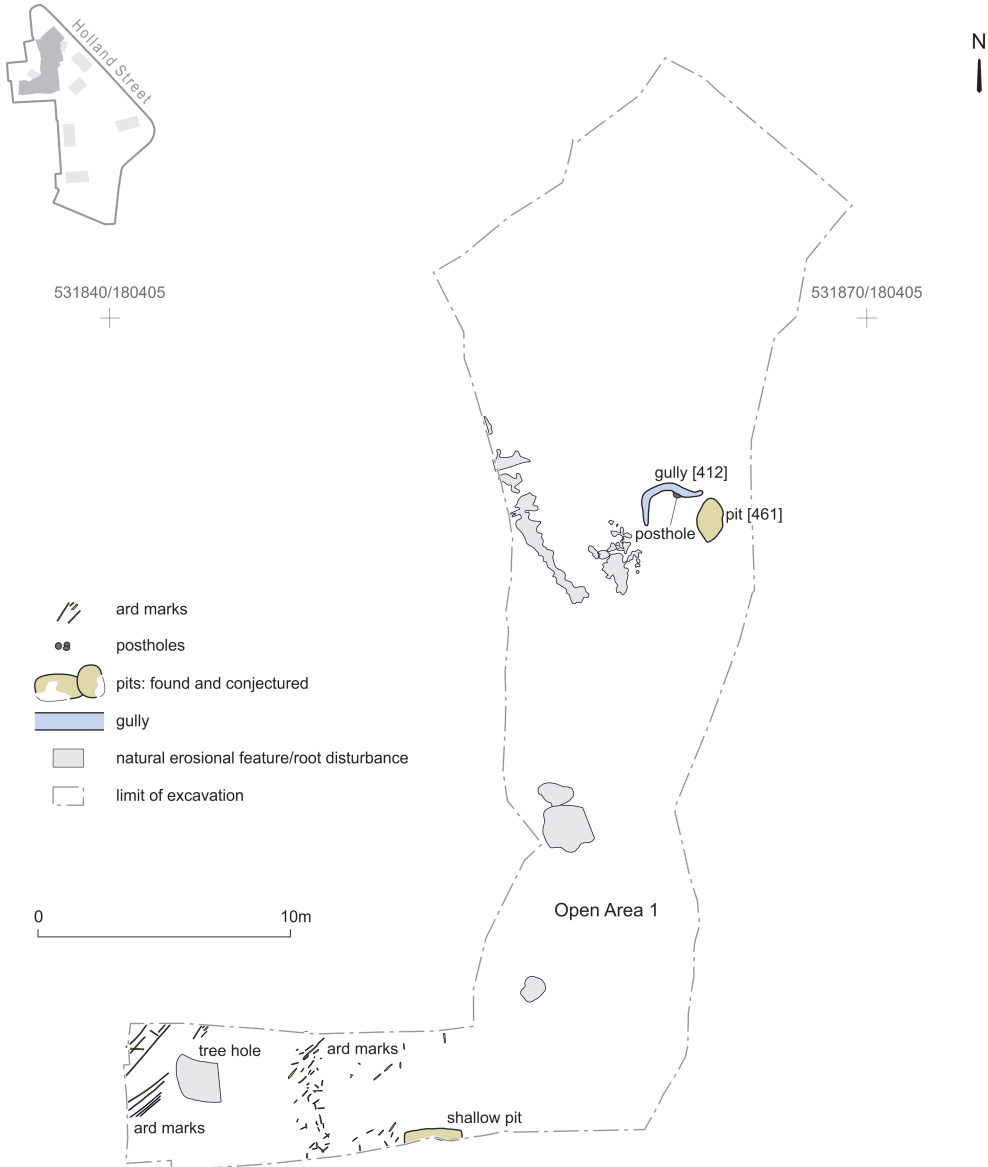 Holland Street
N
531840/180405
531870/180405
gully [412]
pit [461]
posthole
ard marks
postholes
pits: found and conjectured
gully
natural erosional feature/root disturbance
limit of excavation
0 10m
Open Area 1
tree hole
ard marks
shallow pit
ard marks